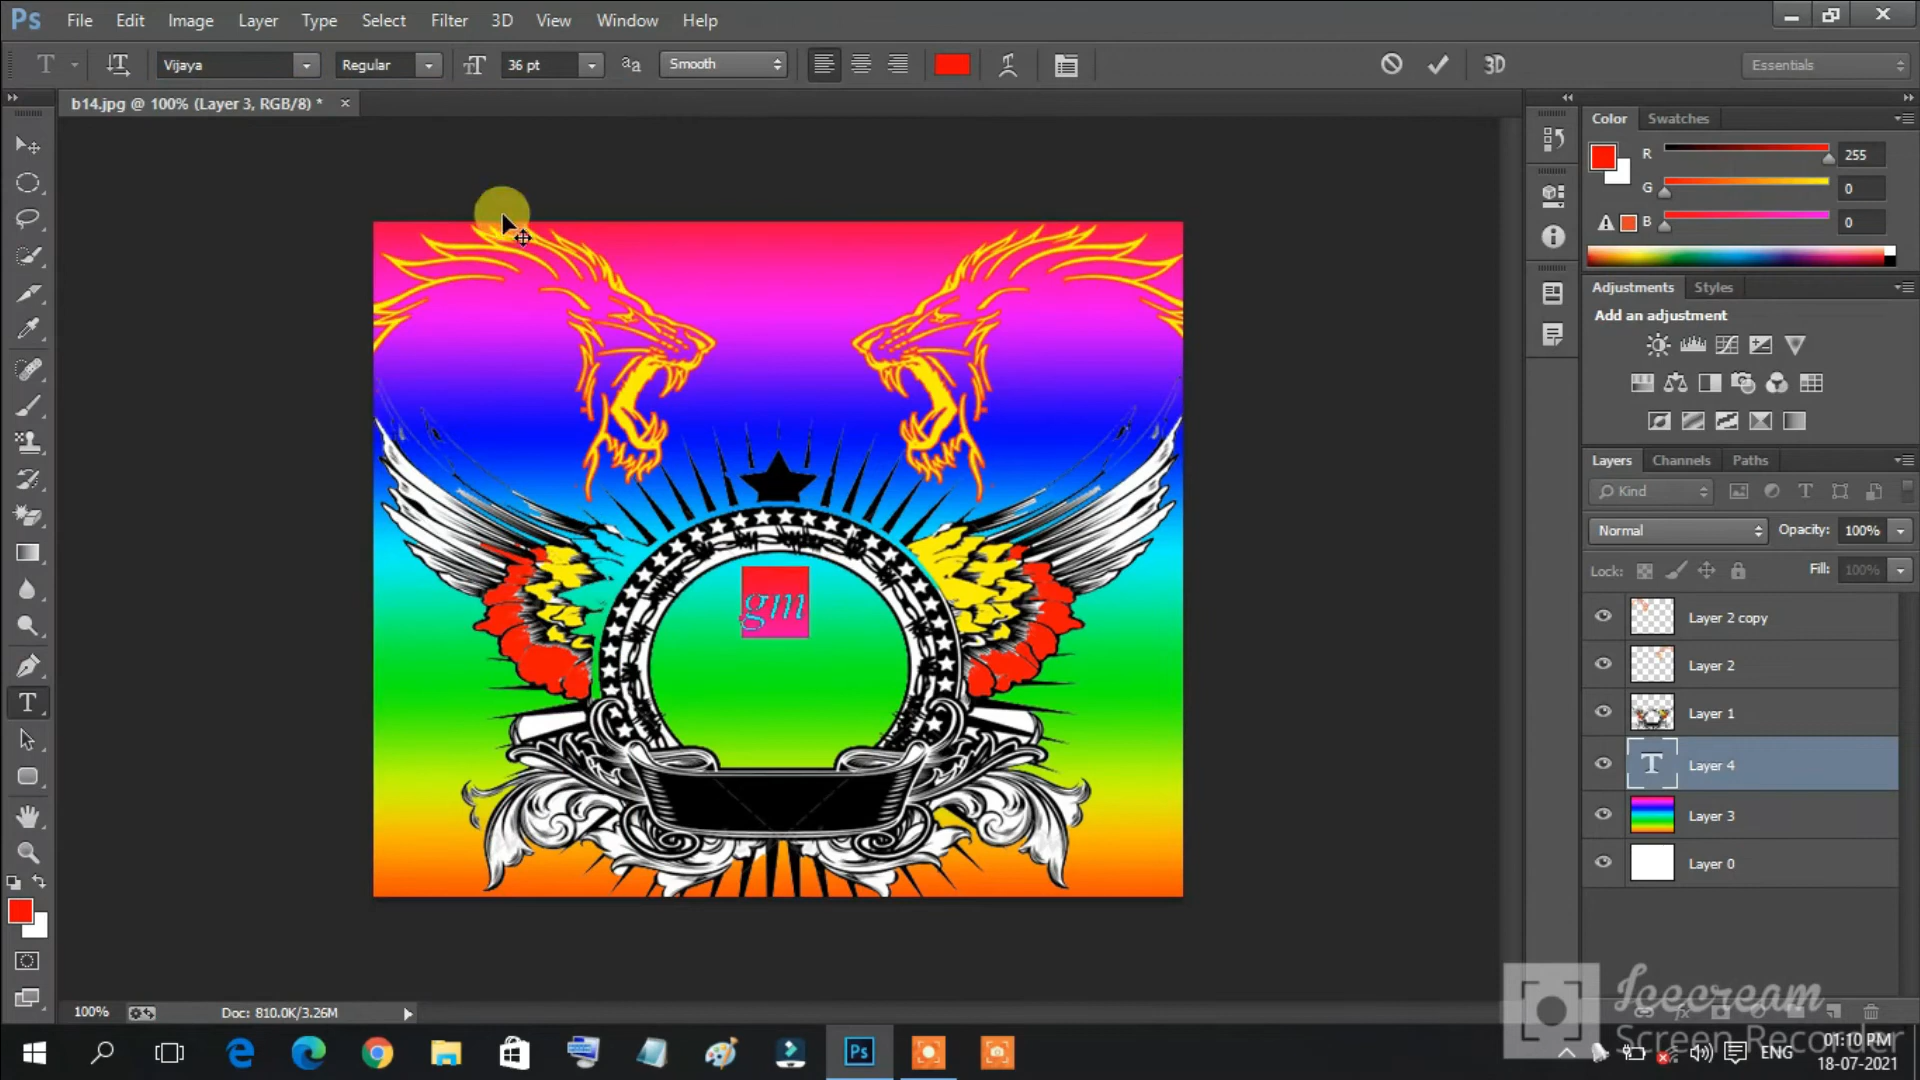 Ps File Edit Image Layer Type Select Filter 3D View Window Help
T Vijaya Regular 36 pt aa Smooth 3D Essentials
b14.jpg @ 100% (Layer 3, RGB/8) *
Color Swatches
R 255
G 0
B 0
Adjustments Styles
Add an adjustment
Layers Channels Paths
Kind
Normal Opacity: 100%
Lock: Fill: 100%
Layer 2 copy
Layer 2
Layer 1
T Layer 4
Layer 3
Layer 0
gm
100% Doc: 810.0K/3.26M
Icecream
Screen Recorder
Ps
ENG
01:10 PM
18-07-2021